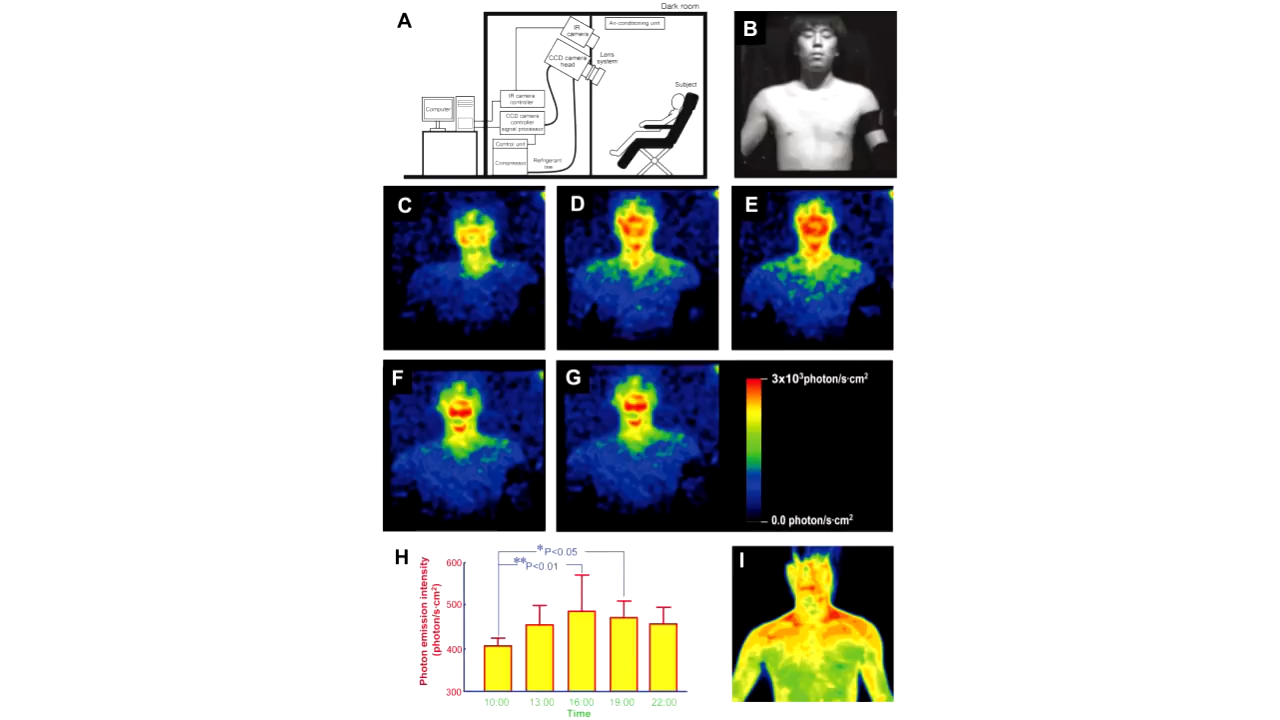 A
Dark room
IR
camera
Air-conditioning unit
CCD camera
head
Lens
system
Subject
Computer
IR camera
controller
CCD camera
controller
signal processor
Control unit
Compressor
Refrigerant
line
B
C
D
E
F
G
3x10³photon/s·cm²
0.0 photon/s·cm²
H
Photon emission intensity
(photon/s·cm²)
600
500
400
300
*P<0.05
**P<0.01
10:00 13:00 16:00 19:00 22:00
Time
I